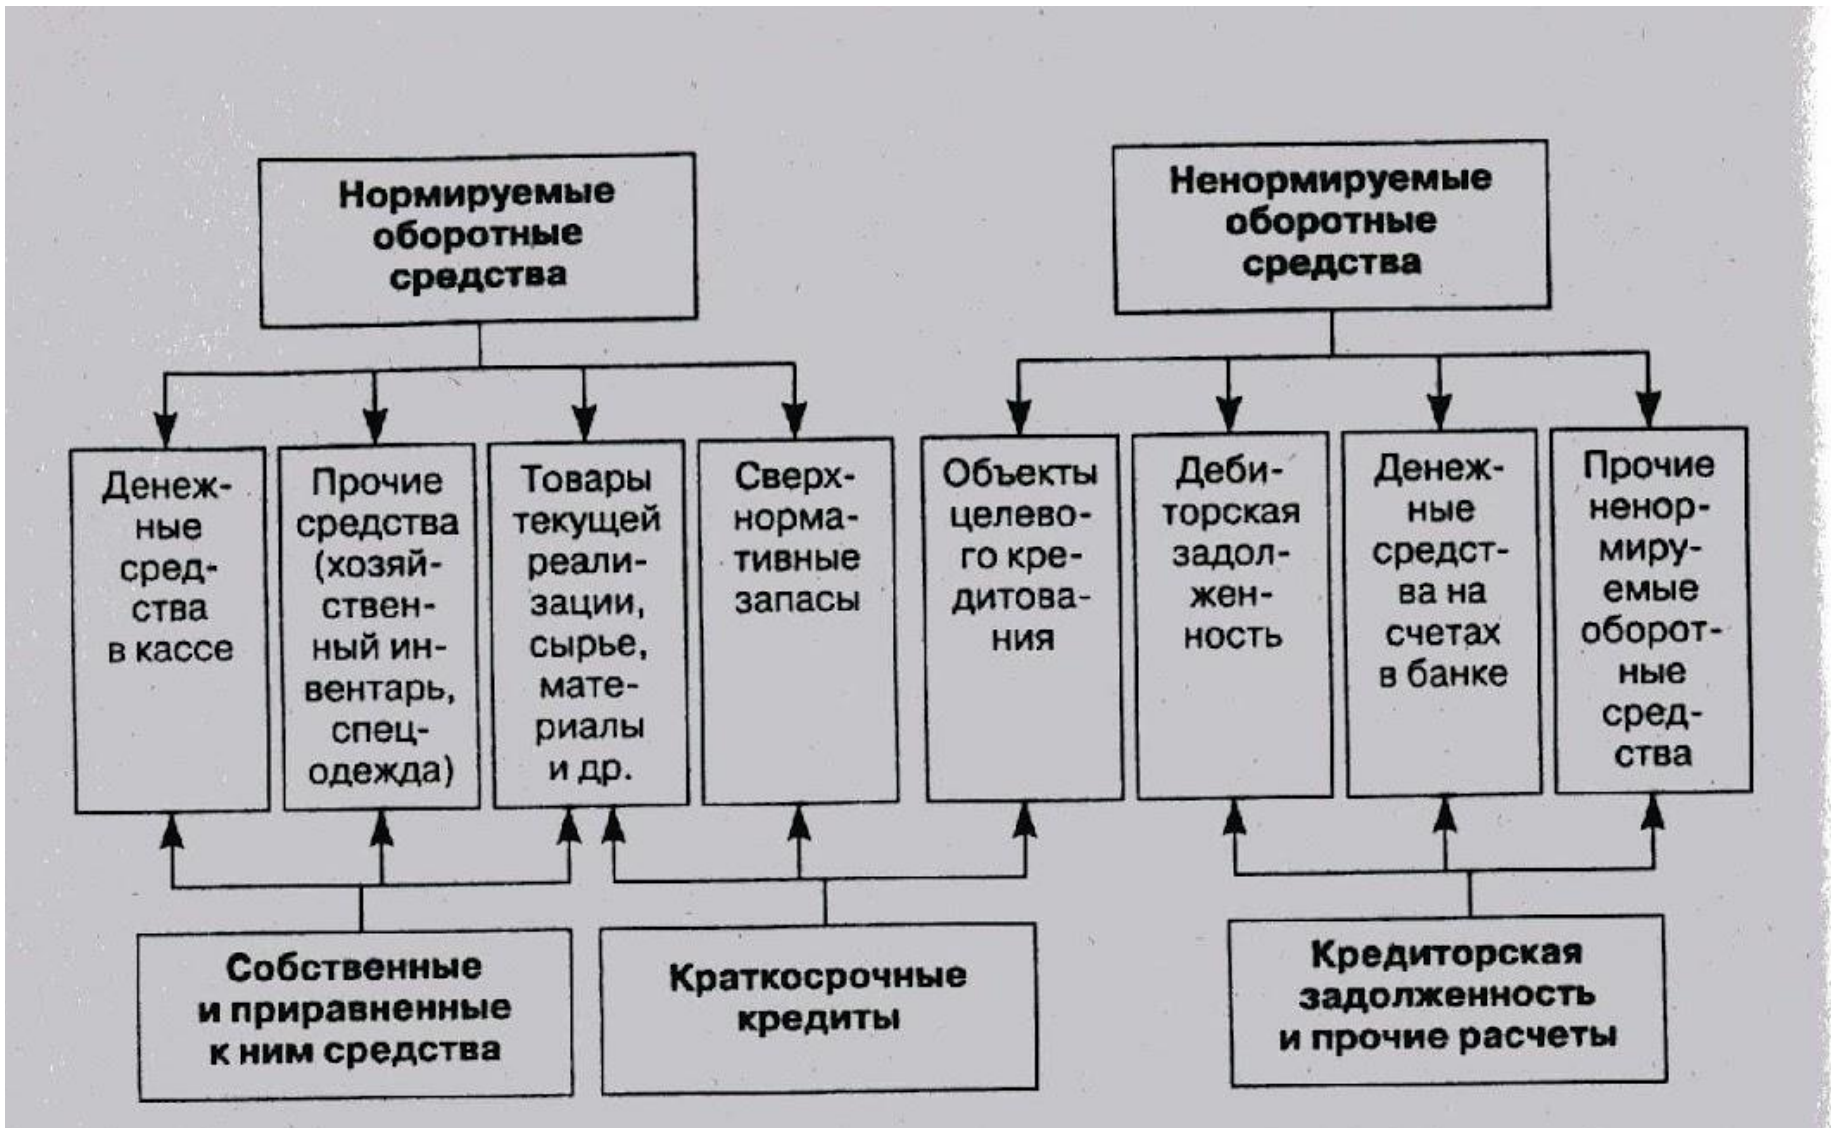 Нормируемые
оборотные
средства
Ненормируемые
оборотные
средства
Денеж-
ные
сред-
ства
в кассе
Прочие
средства
(хозяй-
ствен-
ный ин-
вентарь,
спец-
одежда)
Товары
текущей
реали-
зации,
сырье,
мате-
риалы
и др.
Сверх-
норма-
тивные
запасы
Объекты
целево-
го кре-
дитова-
ния
Деби-
торская
задол-
жен-
ность
Денеж-
ные
средст-
ва на
счетах
в банке
Прочие
ненор-
мируе-
емые
оборот-
ные
сред-
ства
Собственные
и приравненные
к ним средства
Краткосрочные
кредиты
Кредиторская
задолженность
и прочие расчеты